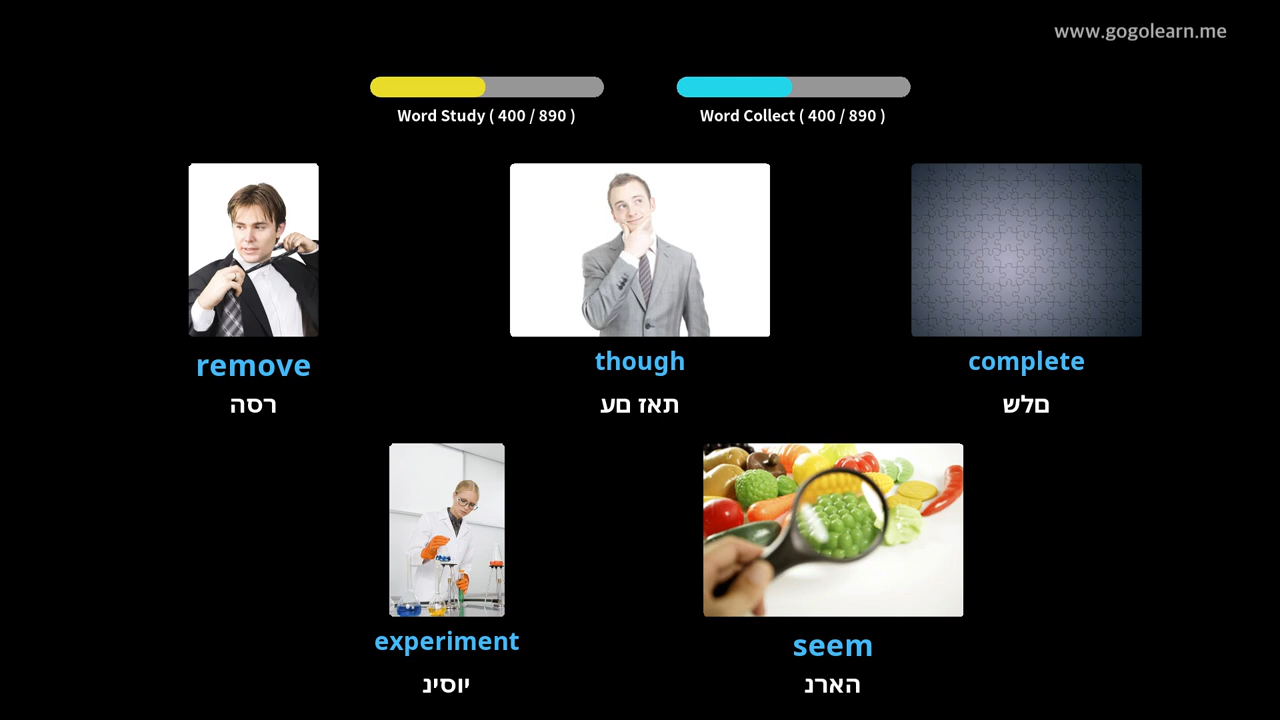 www.gogolearn.me
Word Study ( 400 / 890 )
Word Collect ( 400 / 890 )
remove
רסה
though
תאז םע
complete
םלש
experiment
יוסינ
seem
הארנ